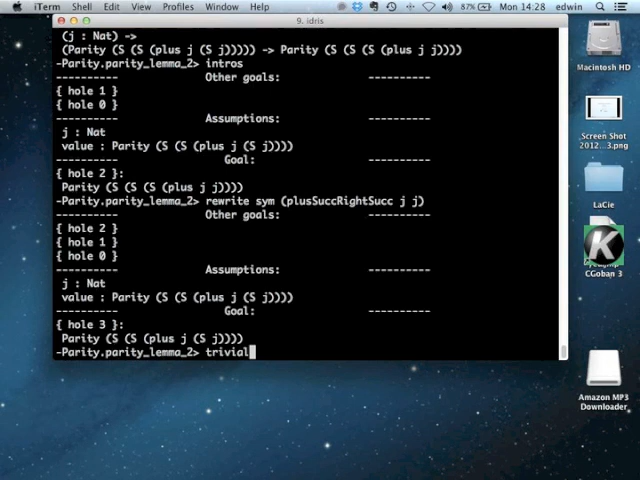 iTerm Shell Edit View Profiles Window Help 87% Mon 14:28 edwin
9. idris
(j : Nat) ->
(Parity (S (S (plus j (S j))))) -> Parity (S (S (S (plus j j))))
-Parity.parity_lemma_2> intros
---------- Other goals: ----------
{ hole 1 }
{ hole 0 }
---------- Assumptions: ----------
j : Nat
value : Parity (S (S (plus j (S j))))
---------- Goal: ----------
{ hole 2 }:
Parity (S (S (S (plus j j))))
-Parity.parity_lemma_2> rewrite sym (plusSuccRightSucc j j)
---------- Other goals: ----------
{ hole 2 }
{ hole 1 }
{ hole 0 }
---------- Assumptions: ----------
j : Nat
value : Parity (S (S (plus j (S j))))
---------- Goal: ----------
{ hole 3 }:
Parity (S (S (plus j (S j))))
-Parity.parity_lemma_2> trivial
Macintosh HD
Screen Shot
2012...3.png
LaCie
K
CGoban 3
Amazon MP3
Downloader